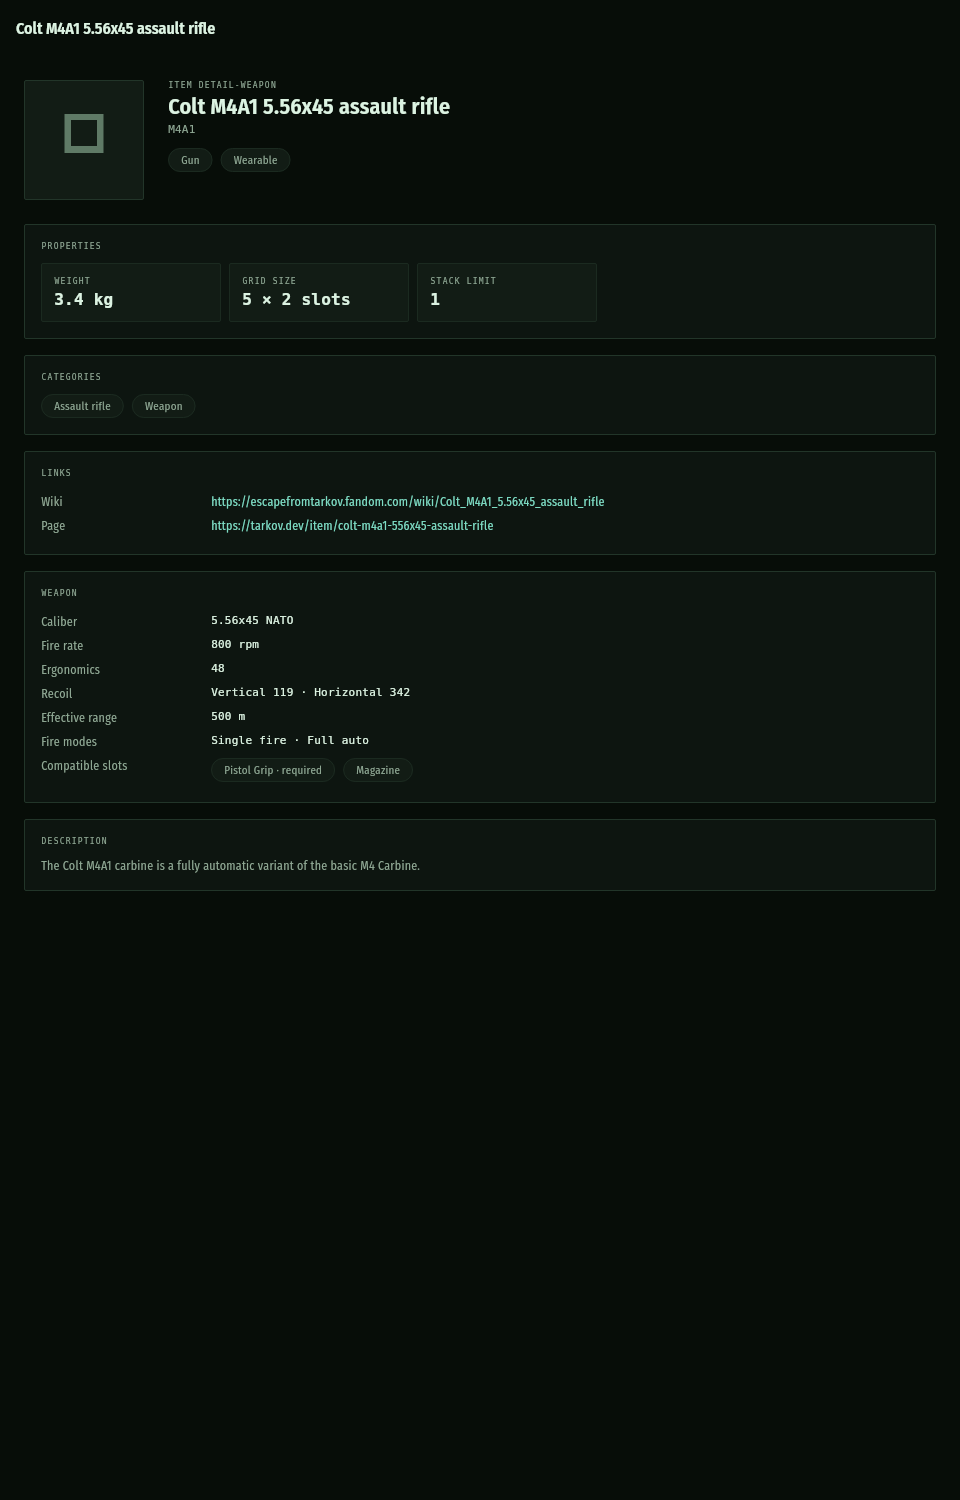 Colt M4A1 5.56x45 assault rifle
ITEM DETAIL-WEAPON
Colt M4A1 5.56x45 assault rifle
M4A1
Gun Wearable
PROPERTIES
WEIGHT GRID SIZE STACK LIMIT
3.4 kg 5 × 2 slots 1
CATEGORIES
Assault rifle Weapon
LINKS
Wiki https://escapefromtarkov.fandom.com/wiki/Colt_M4A1_5.56x45_assault_rifle
Page https://tarkov.dev/item/colt-m4a1-556x45-assault-rifle
WEAPON
Caliber 5.56x45 NATO
Fire rate 800 rpm
Ergonomics 48
Recoil Vertical 119 · Horizontal 342
Effective range 500 m
Fire modes Single fire · Full auto
Compatible slots Pistol Grip · required Magazine
DESCRIPTION
The Colt M4A1 carbine is a fully automatic variant of the basic M4 Carbine.